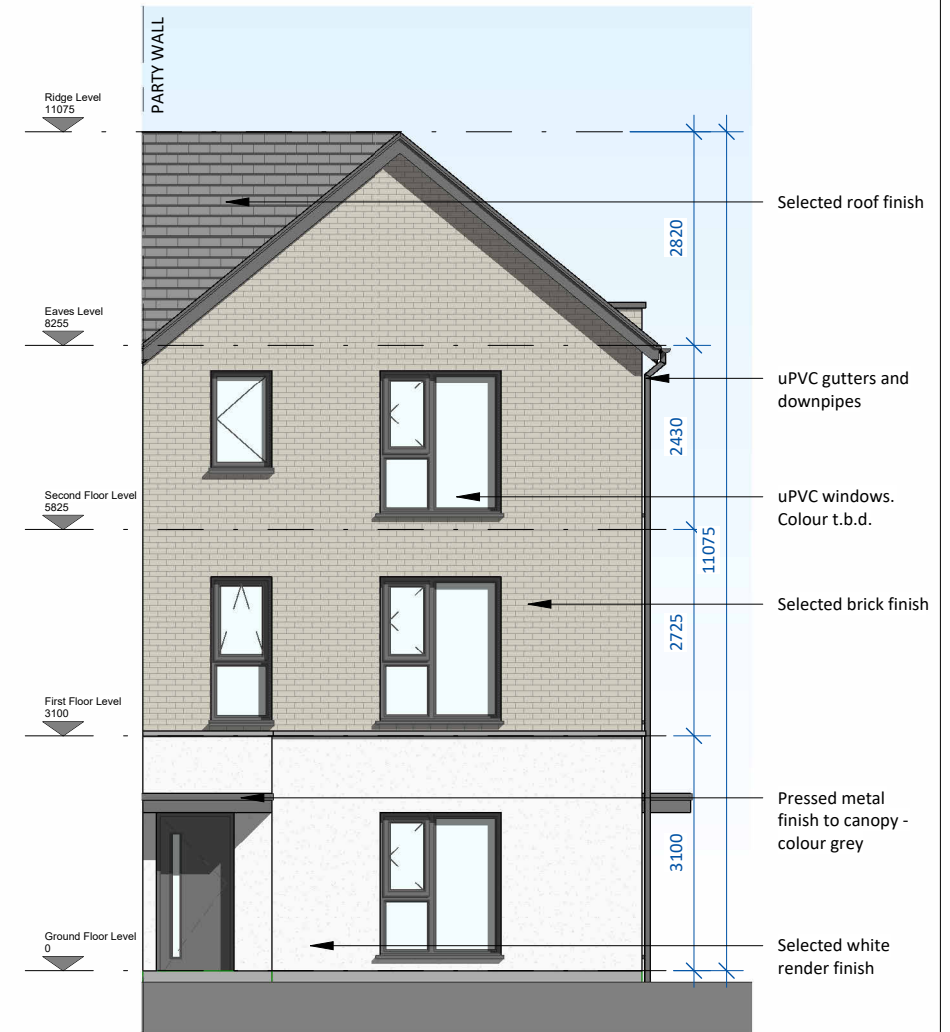 PARTY WALL
Ridge Level
11075
Selected roof finish
2820
Eaves Level
8255
uPVC gutters and
downpipes
2430
Second Floor Level
5825
uPVC windows.
Colour t.b.d.
11075
Selected brick finish
2725
First Floor Level
3100
Pressed metal
finish to canopy -
colour grey
3100
Ground Floor Level
0
Selected white
render finish